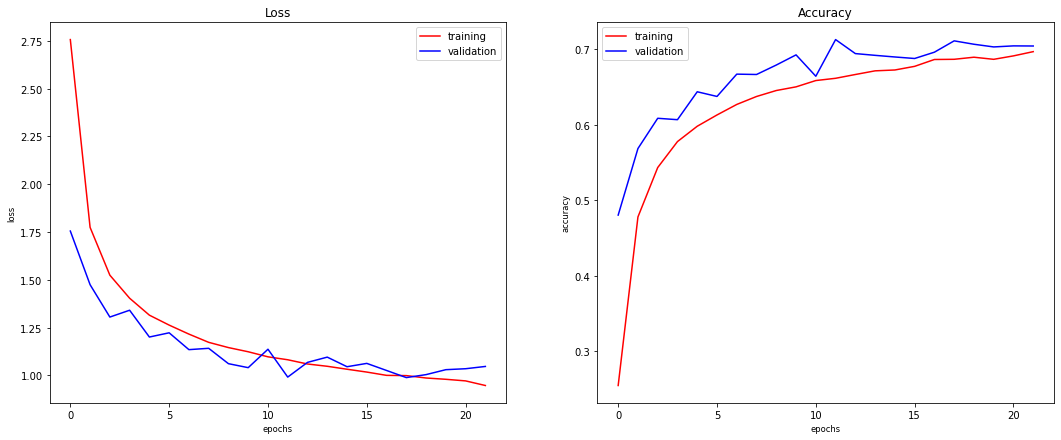 Loss
training
validation
2.75
2.50
2.25
2.00
1.75
1.50
1.25
1.00
loss
0
5
10
15
20
epochs
Accuracy
training
validation
0.7
0.6
0.5
0.4
0.3
accuracy
0
5
10
15
20
epochs